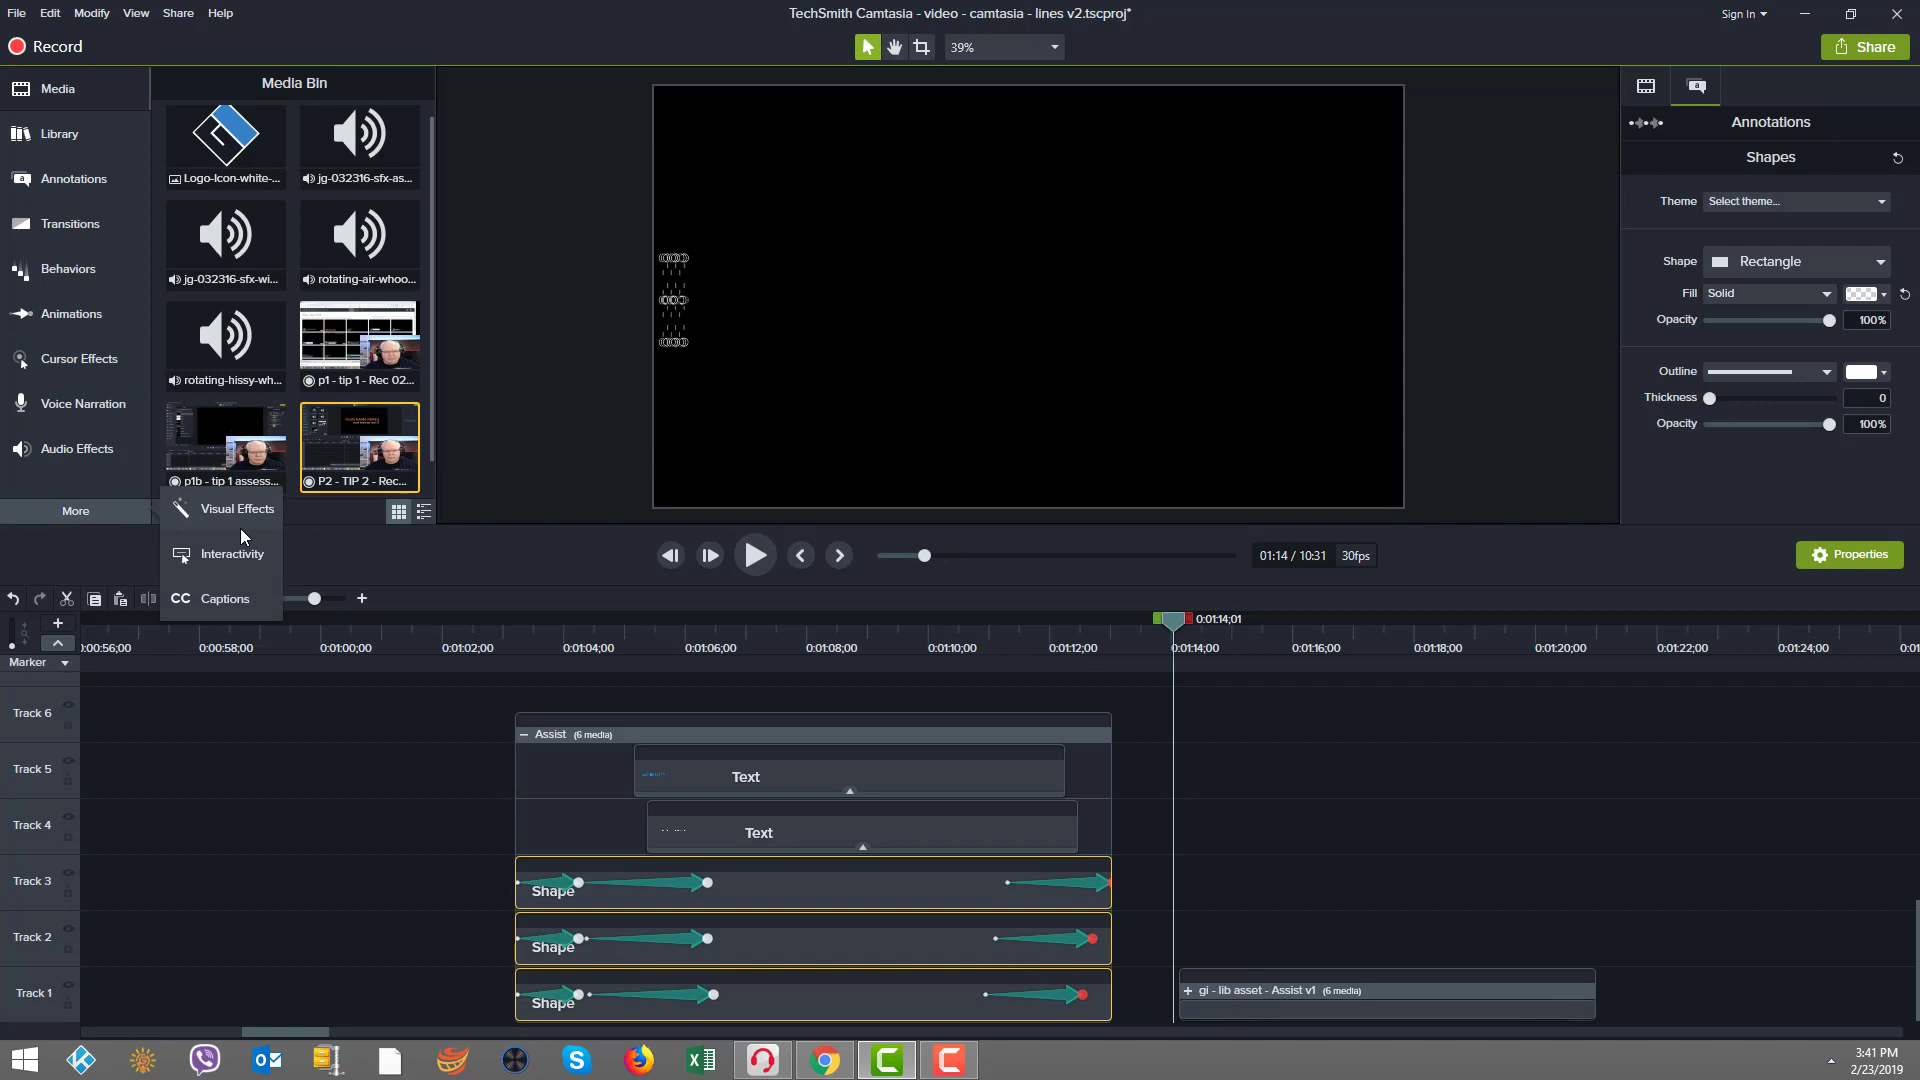 File Edit Modify View Share Help
TechSmith Camtasia - video - camtasia - lines v2.tscproj*
Sign In
Record
39%
Share
Media
Library
Annotations
Transitions
Behaviors
Animations
Cursor Effects
Voice Narration
Audio Effects
More
Media Bin
Logo-Icon-white-...
jg-032316-sfx-as...
jg-032316-sfx-wi...
rotating-air-whoo...
rotating-hissy-wh...
p1 - tip 1 - Rec 02...
p1b - tip 1 assess...
P2 - TIP 2 - Rec...
Visual Effects
Interactivity
CC Captions
Annotations
Shapes
Theme Select theme...
Shape Rectangle
Fill Solid
Opacity 100%
Outline
Thickness 0
Opacity 100%
01:14 / 10:31 30fps
Properties
0:01:14;01
0:00:56;00 0:00:58;00 0:01:00;00 0:01:02;00 0:01:04;00 0:01:06;00 0:01:08;00 0:01:10;00 0:01:12;00 0:01:14;00 0:01:16;00 0:01:18;00 0:01:20;00 0:01:22;00 0:01:24;00 0:01
Marker
Track 6
Assist (6 media)
Track 5
Text
Track 4
Text
Track 3
Shape
Track 2
Shape
Track 1
Shape
gi - lib asset - Assist v1 (6 media)
3:41 PM
2/23/2019